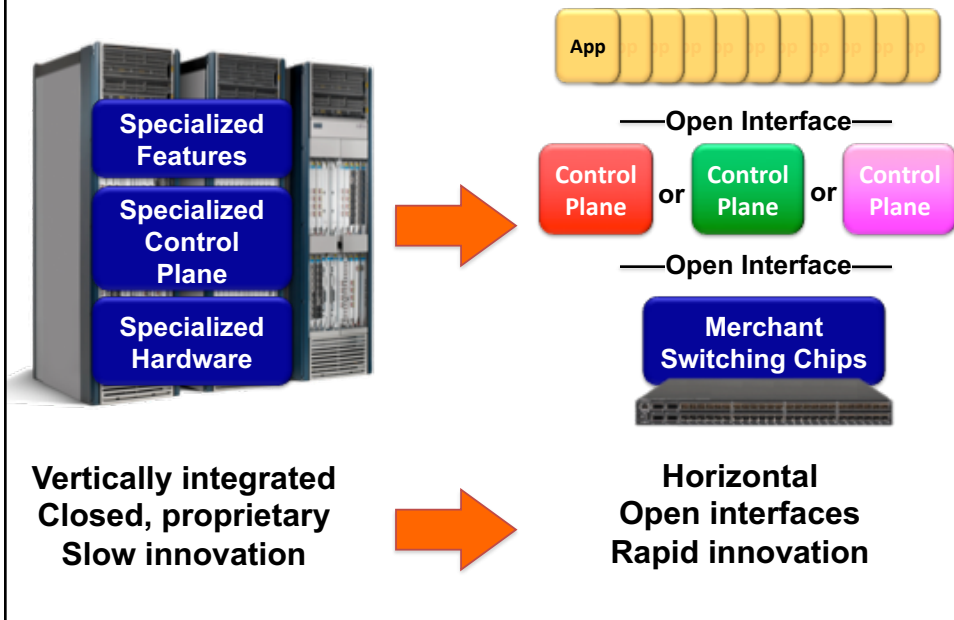 Specialized
Features
Specialized
Control
Plane
Specialized
Hardware
App
—Open Interface—
Control
Plane
or
Control
Plane
or
Control
Plane
—Open Interface—
Merchant
Switching Chips
Vertically integrated
Closed, proprietary
Slow innovation
Horizontal
Open interfaces
Rapid innovation